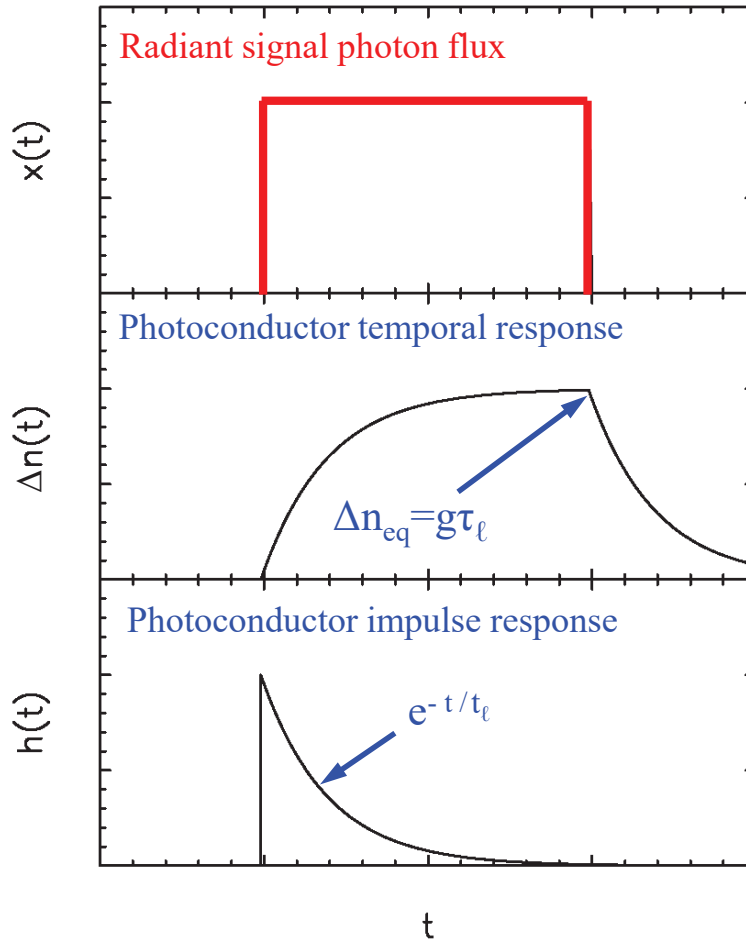 Radiant signal photon flux
x(t)
Photoconductor temporal response
Δn(t)
Δn_eq=gτ_ℓ
Photoconductor impulse response
h(t)
e^{-t/t_ℓ}
t